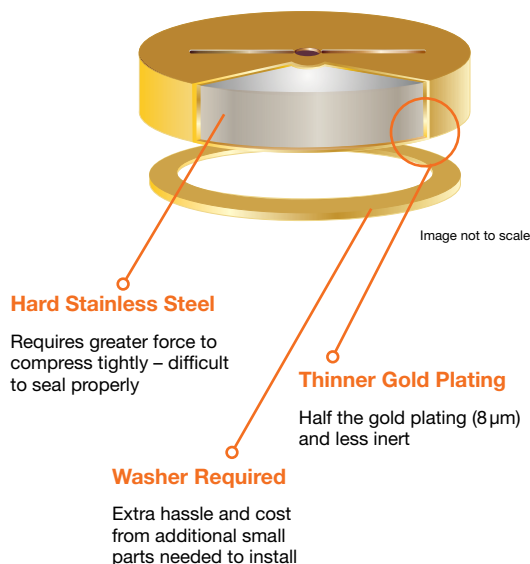 Image not to scale
Hard Stainless Steel
Requires greater force to
compress tightly – difficult
to seal properly
Thinner Gold Plating
Half the gold plating (8 µm)
and less inert
Washer Required
Extra hassle and cost
from additional small
parts needed to install